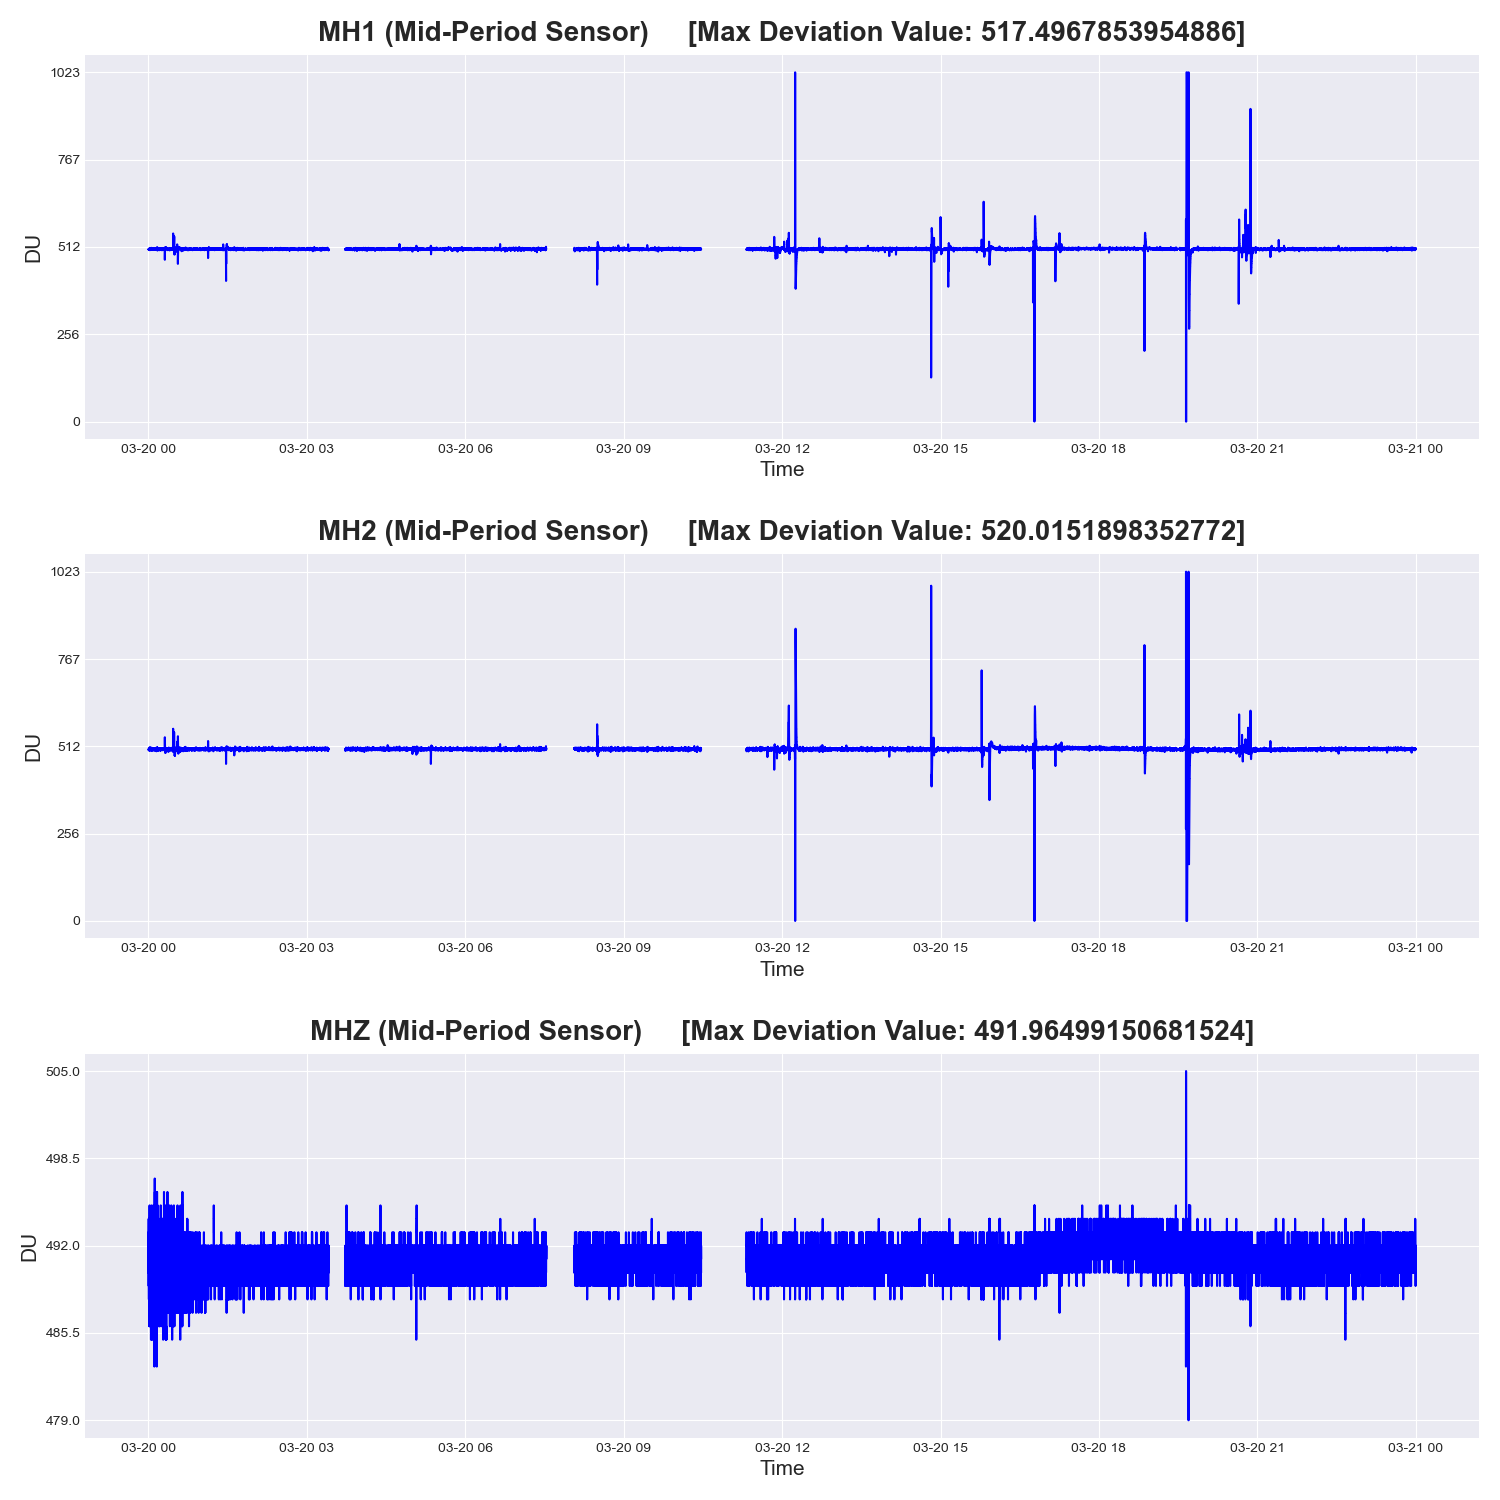 MH1 (Mid-Period Sensor) [Max Deviation Value: 517.4967853954886]
1023
767
512
256
0
DU
03-20 00 03-20 03 03-20 06 03-20 09 03-20 12 03-20 15 03-20 18 03-20 21 03-21 00
Time
MH2 (Mid-Period Sensor) [Max Deviation Value: 520.0151898352772]
1023
767
512
256
0
DU
03-20 00 03-20 03 03-20 06 03-20 09 03-20 12 03-20 15 03-20 18 03-20 21 03-21 00
Time
MHZ (Mid-Period Sensor) [Max Deviation Value: 491.96499150681524]
505.0
498.5
492.0
485.5
479.0
DU
03-20 00 03-20 03 03-20 06 03-20 09 03-20 12 03-20 15 03-20 18 03-20 21 03-21 00
Time